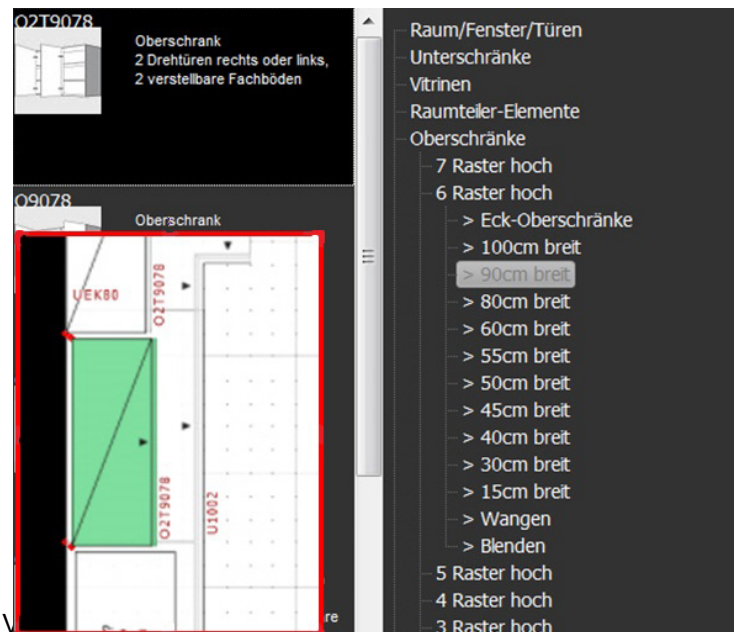 O2T9078
Oberschrank
2 Drehtüren rechts oder links,
2 verstellbare Fachböden
O9078
Oberschrank
UEK80
O2T9078
O2T9078
U1002
V
re
Raum/Fenster/Türen
Unterschränke
Vitrinen
Raumteiler-Elemente
Oberschränke
7 Raster hoch
6 Raster hoch
> Eck-Oberschränke
> 100cm breit
> 90cm breit
> 80cm breit
> 60cm breit
> 55cm breit
> 50cm breit
> 45cm breit
> 40cm breit
> 30cm breit
> 15cm breit
> Wangen
> Blenden
5 Raster hoch
4 Raster hoch
3 Raster hoch